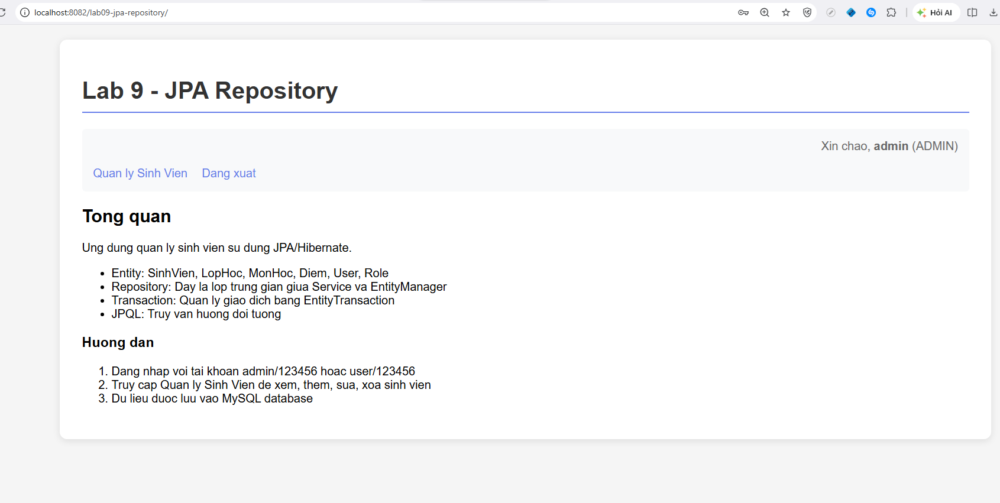 localhost:8082/lab09-jpa-repository/
Hỏi AI
Lab 9 - JPA Repository
Xin chao, admin (ADMIN)
Quan ly Sinh Vien Dang xuat
Tong quan
Ung dung quan ly sinh vien su dung JPA/Hibernate.
• Entity: SinhVien, LopHoc, MonHoc, Diem, User, Role
• Repository: Day la lop trung gian giua Service va EntityManager
• Transaction: Quan ly giao dich bang EntityTransaction
• JPQL: Truy van huong doi tuong
Huong dan
1. Dang nhap voi tai khoan admin/123456 hoac user/123456
2. Truy cap Quan ly Sinh Vien de xem, them, sua, xoa sinh vien
3. Du lieu duoc luu vao MySQL database